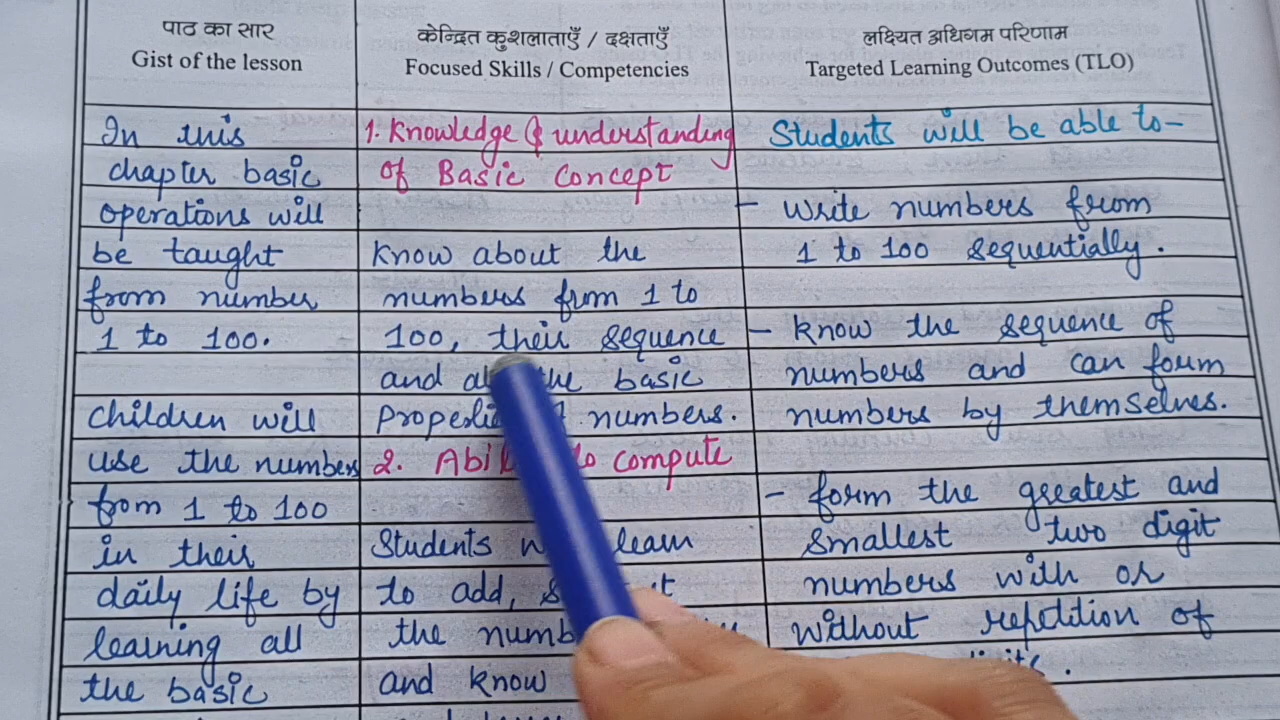 पाठ का सार
Gist of the lesson
केन्द्रित कुशलाताएँ / दक्षताएँ
Focused Skills / Competencies
लक्षियत अधिगम परिणाम
Targeted Learning Outcomes (TLO)
In this
chapter basic
operations will
be taught
from number
1 to 100.
children will
use the numbers
from 1 to 100
in their
daily life by
learning all
the basic
1. Knowledge & understanding
of Basic Concept
Know about the
numbers from 1 to
100, their sequence
and the basic
numbers.
2. to compute
Students learn
to add,
the
and know
Students will be able to-
- write numbers from
1 to 100 sequentially.
- know the sequence of
numbers and can form
numbers by themselves.
- form the greatest and
smallest two digit
numbers with or
without repetition of